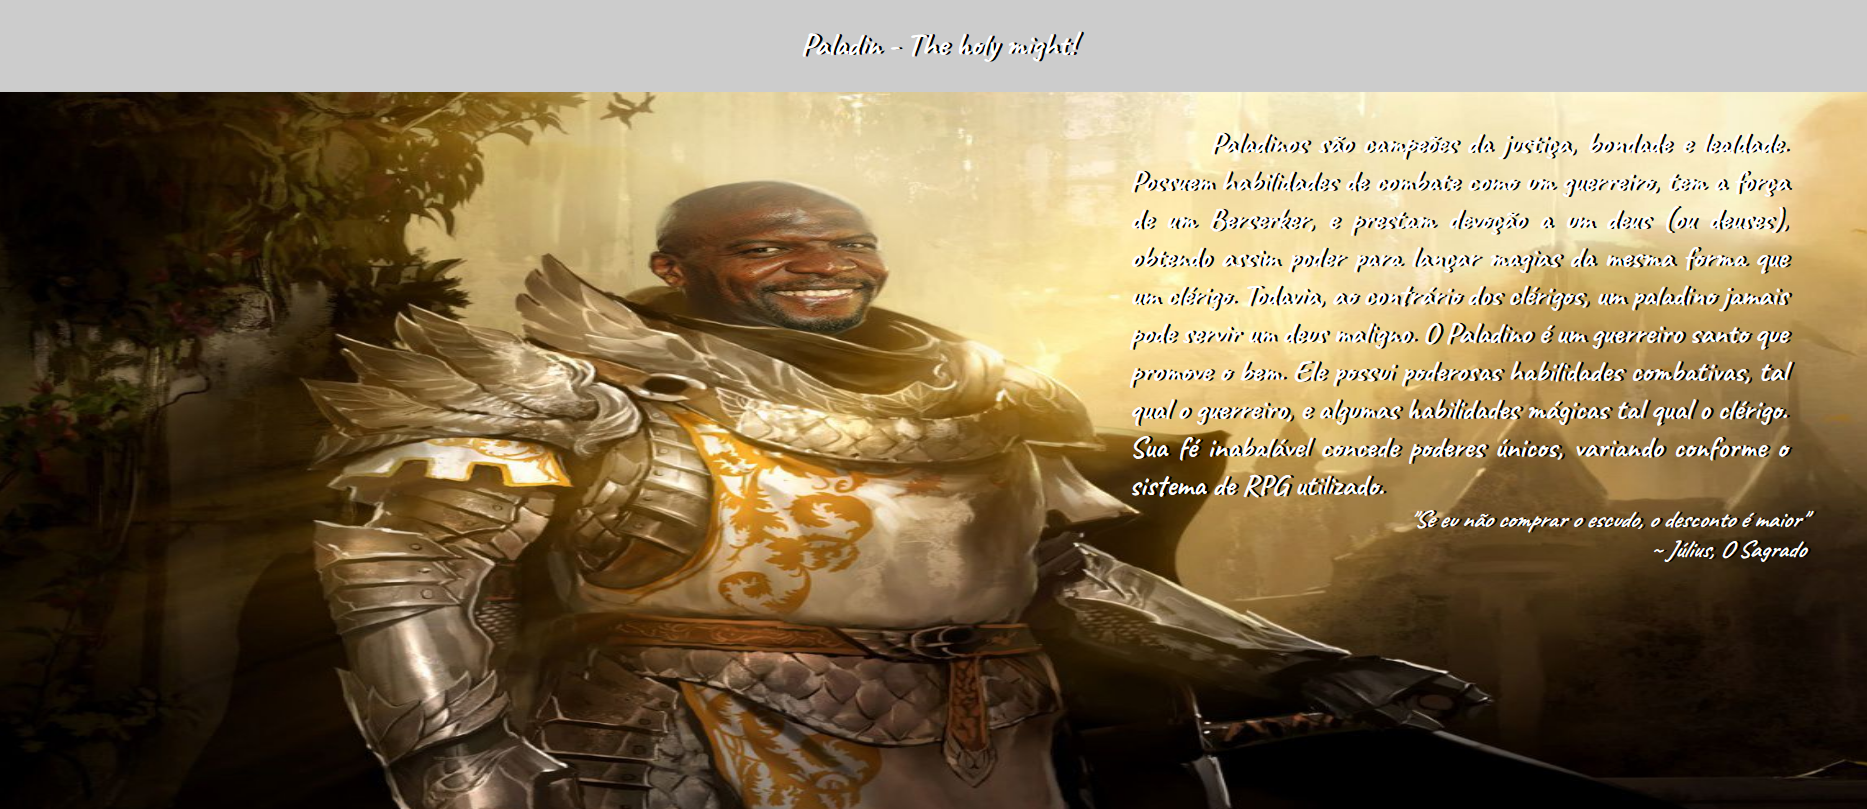 Paladin - The holy might!
Paladinos são campeões da justiça, bondade e lealdade.
Possuem habilidades de combate como um guerreiro, tem a força
de um Berserker, e prestam devoção a um deus (ou deuses),
obtendo assim poder para lançar magias da mesma forma que
um clérigo. Todavia, ao contrário dos clérigos, um paladino jamais
pode servir um deus maligno. O Paladino é um guerreiro santo que
promove o bem. Ele possui poderosas habilidades combativas, tal
qual o guerreiro, e algumas habilidades mágicas tal qual o clérigo.
Sua fé inabalável concede poderes únicos, variando conforme o
sistema de RPG utilizado.
"Se eu não comprar o escudo, o desconto é maior"
~ Július, O Sagrado